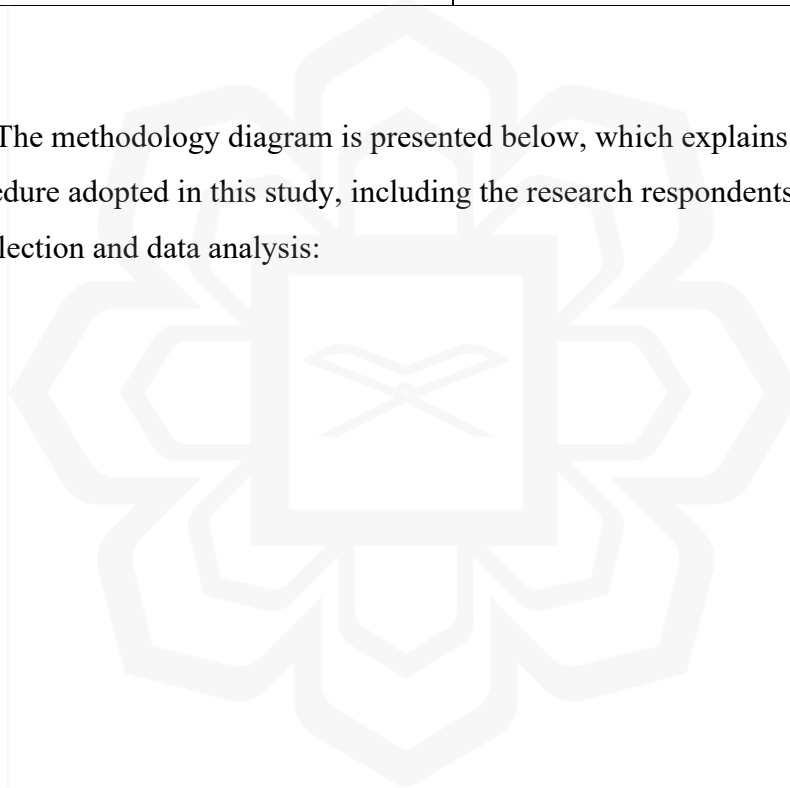 The methodology diagram is presented below, which explains
edure adopted in this study, including the research respondents
lection and data analysis: